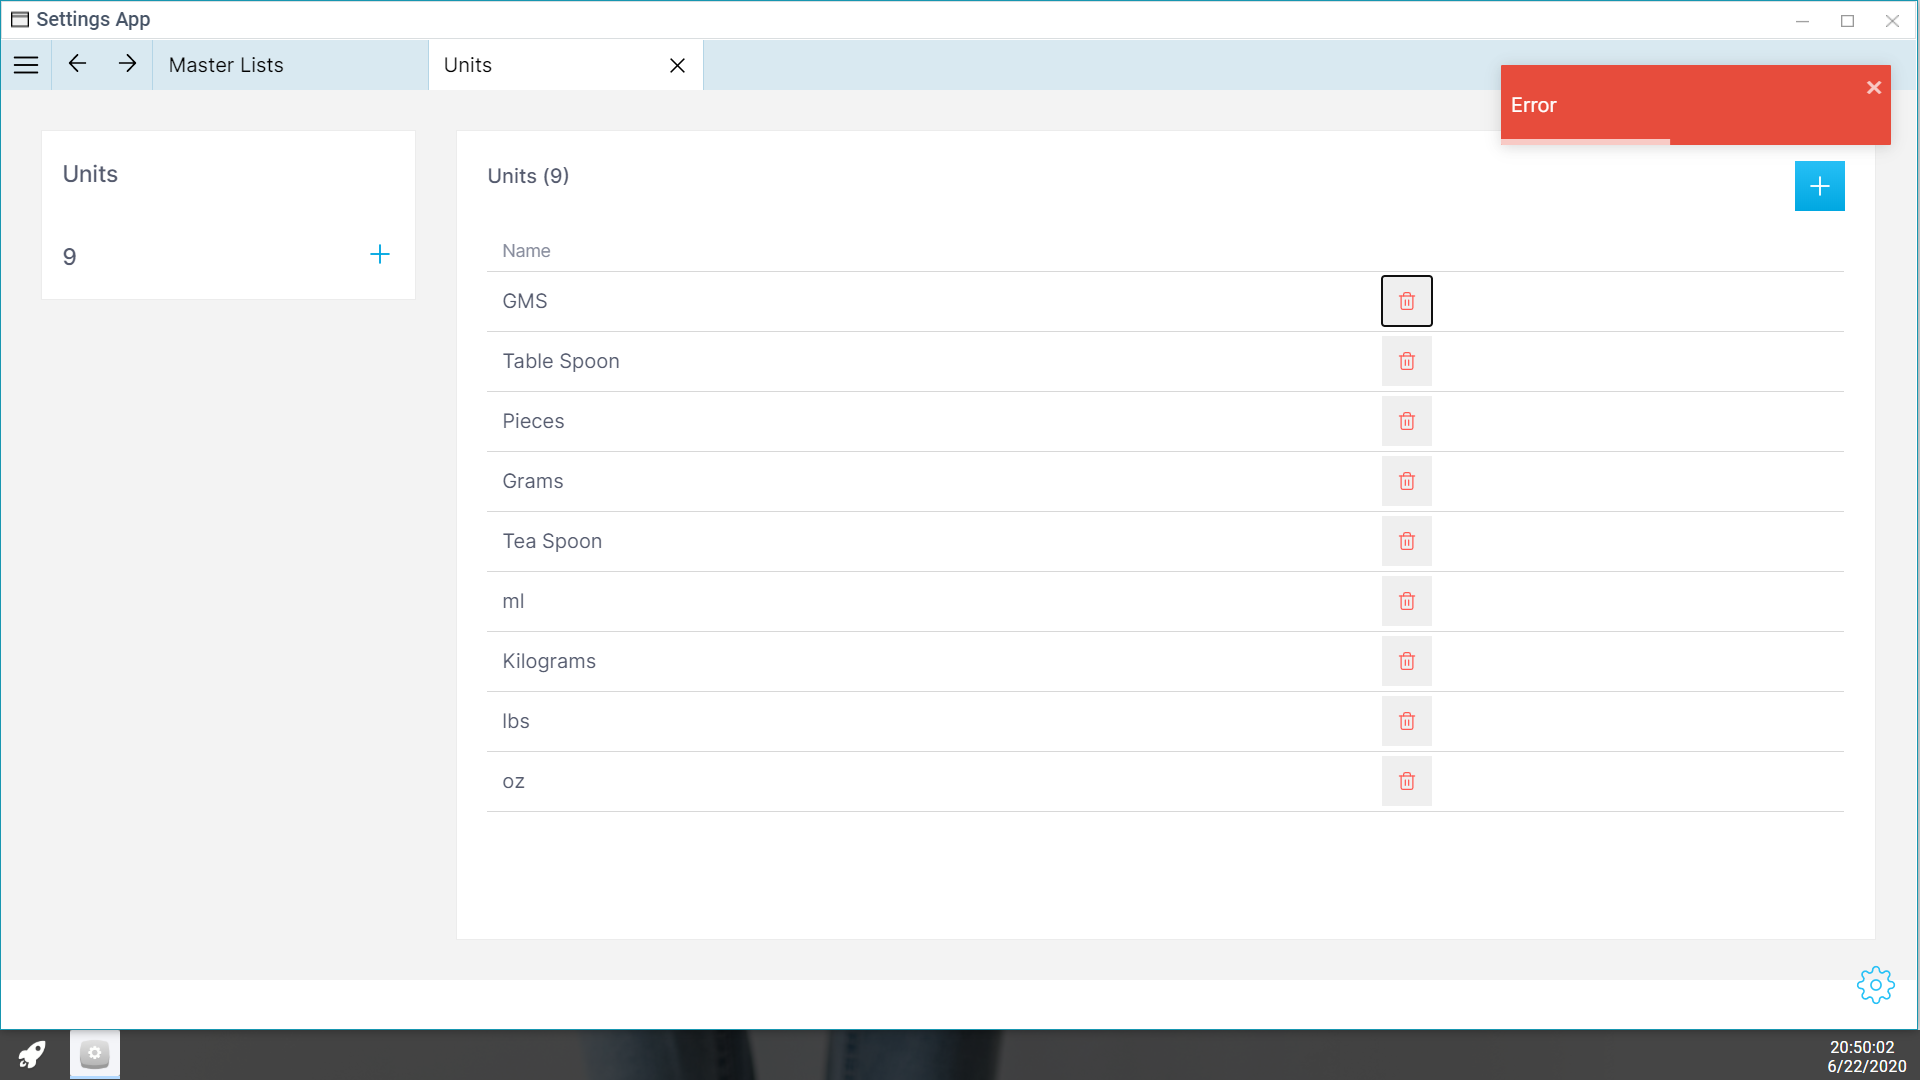 Settings App
Master Lists
Units
Error
Units
9
Units (9)
Name
GMS
Table Spoon
Pieces
Grams
Tea Spoon
ml
Kilograms
lbs
oz
20:50:02
6/22/2020